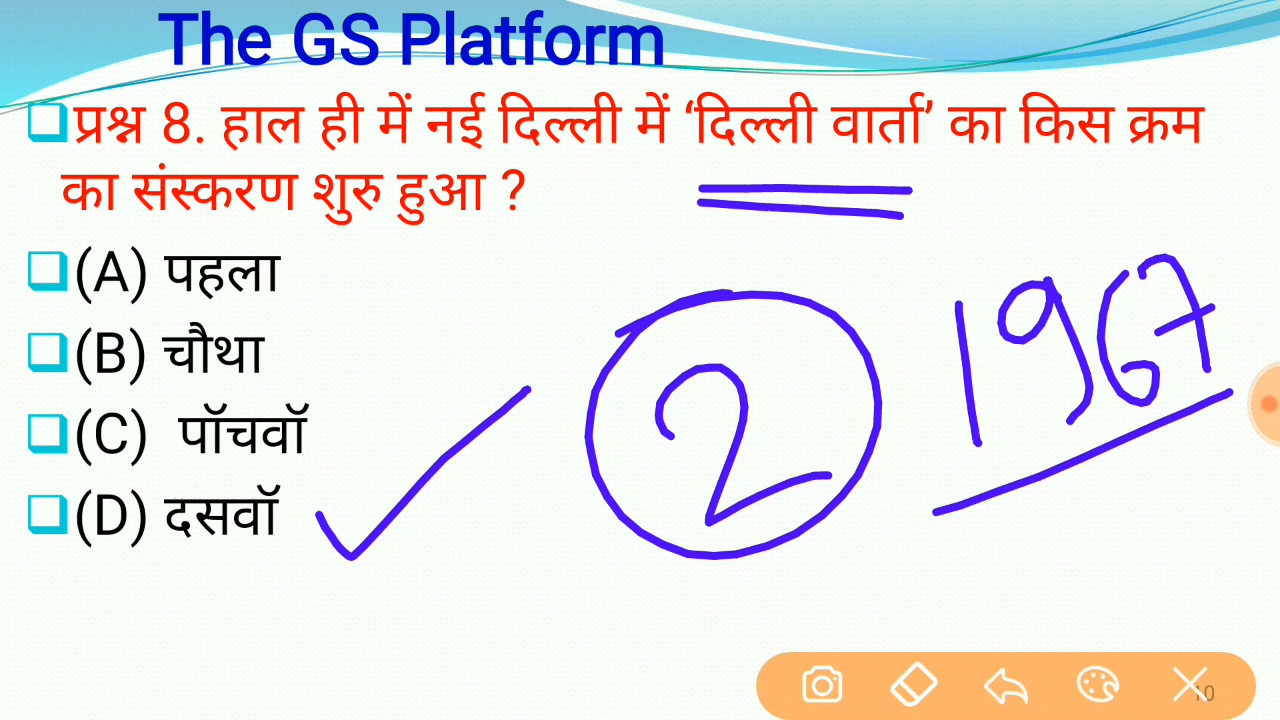 The GS Platform
प्रश्न 8. हाल ही में नई दिल्ली में ‘दिल्ली वार्ता’ का किस क्रम
का संस्करण शुरु हुआ ?
(A) पहला
(B) चौथा
(C) पॉचवॉ
(D) दसवॉ
2
1967
10